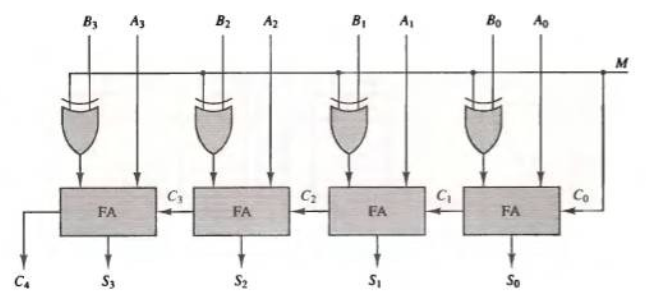 B₃ A₃ B₂ A₂ B₁ A₁ B₀ A₀
M
C₃ C₂ C₁ C₀
FA FA FA FA
C₄ S₃ S₂ S₁ S₀